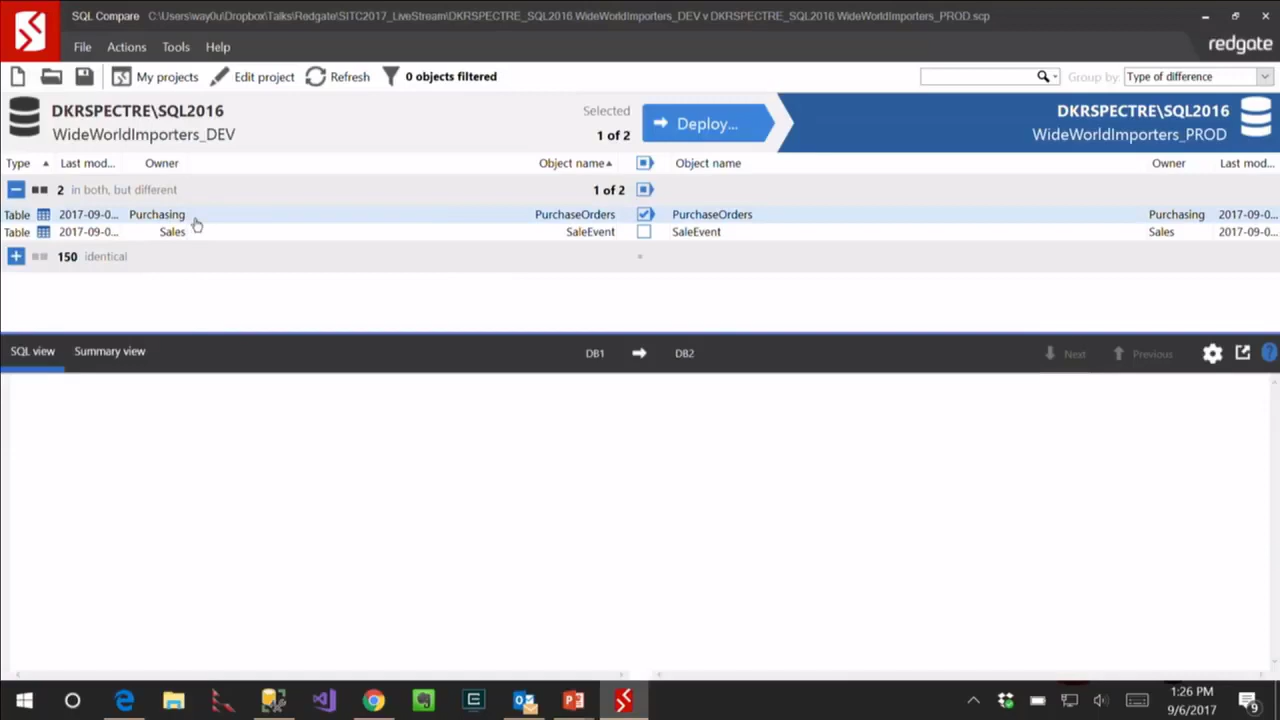 SQL Compare C:\Users\way0u\Dropbox\Talks\Redgate\SITC2017_LiveStream\DKRSPECTRE_SQL2016 WideWorldImporters_DEV v DKRSPECTRE_SQL2016 WideWorldImporters_PROD.scp
File Actions Tools Help
redgate
My projects Edit project Refresh 0 objects filtered Group by: Type of difference
DKRSPECTRE\SQL2016 Selected DKRSPECTRE\SQL2016
WideWorldImporters_DEV 1 of 2 Deploy... WideWorldImporters_PROD
Type Last mod... Owner Object name Object name Owner Last mod...
2 in both, but different 1 of 2
Table 2017-09-0... Purchasing PurchaseOrders PurchaseOrders Purchasing 2017-09-0...
Table 2017-09-0... Sales SaleEvent SaleEvent Sales 2017-09-0...
150 identical
SQL view Summary view DB1 DB2 Next Previous ?
1:26 PM
9/6/2017 9